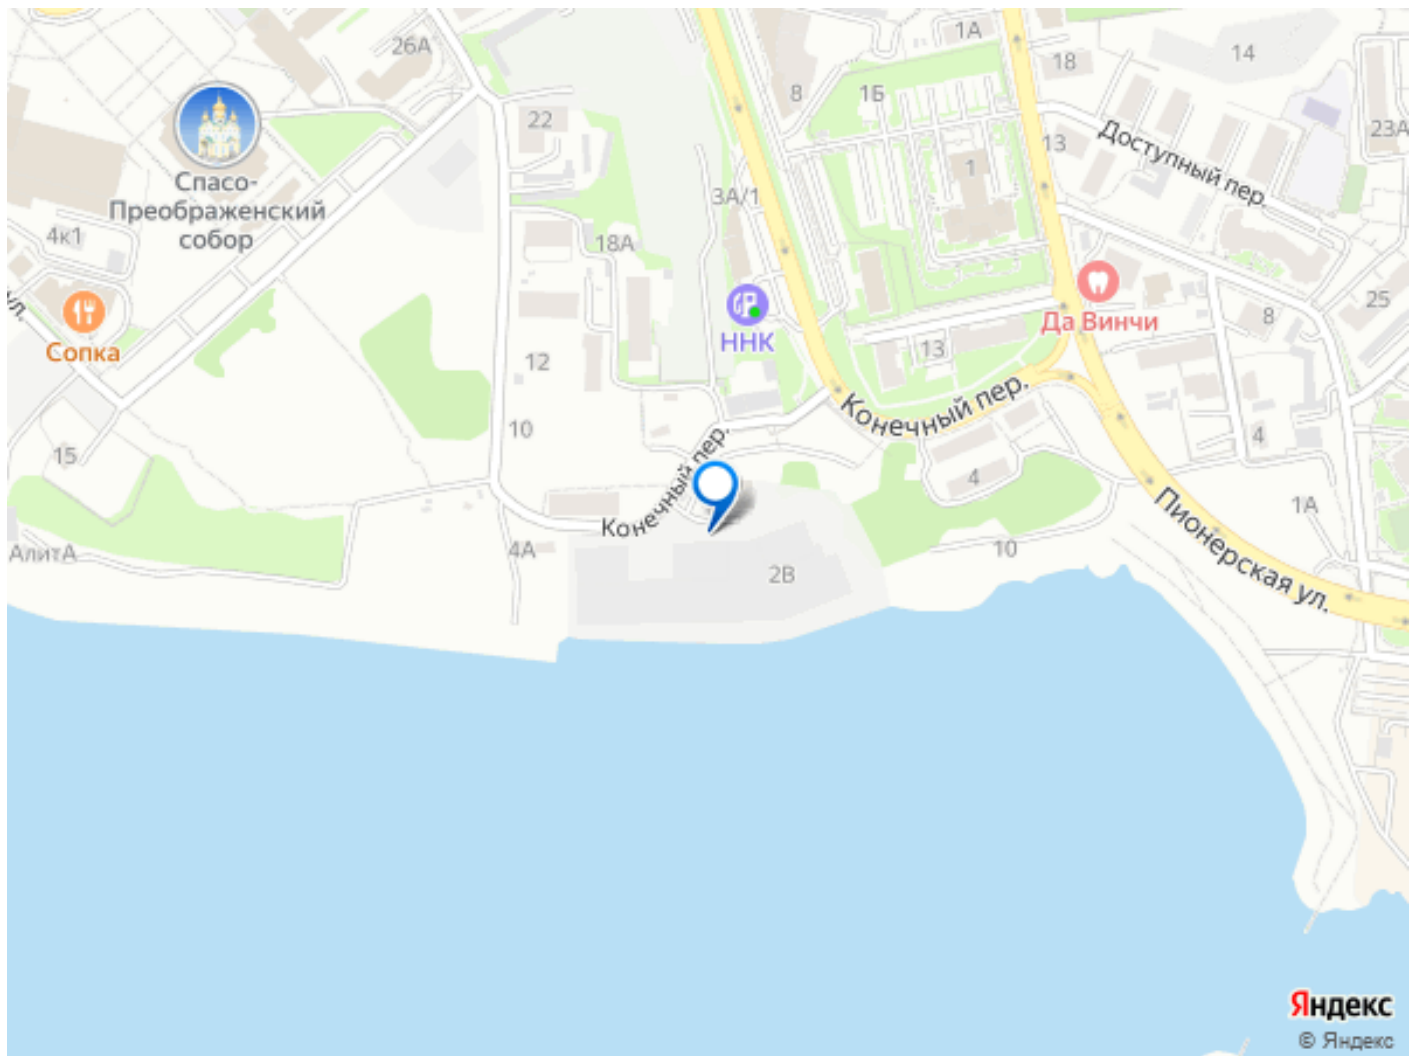 26А
1А
18
14
8
1Б
22
13
23А
Доступный пер.
1
3А/1
Спасо-
Преображенский
собор
4к1
18А
ул.
Да Винчи
25
8
ННК
Сопка
12
13
Конечный пер.
10
15
4
4
Конечный пер.
Пионерская ул.
1А
АлитА
4А
10
2В
Яндекс
© Яндекс